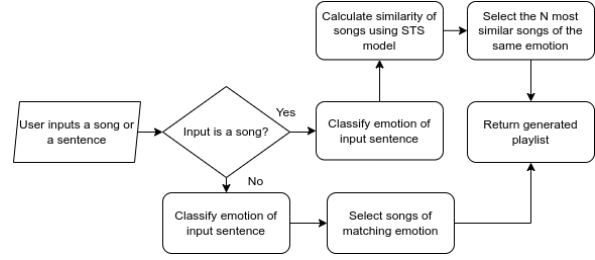 Calculate similarity of
songs using STS
model
Select the N most
similar songs of the
same emotion
User inputs a song or
a sentence
Input is a song?
Yes
Classify emotion of
input sentence
Return generated
playlist
No
Classify emotion of
input sentence
Select songs of
matching emotion